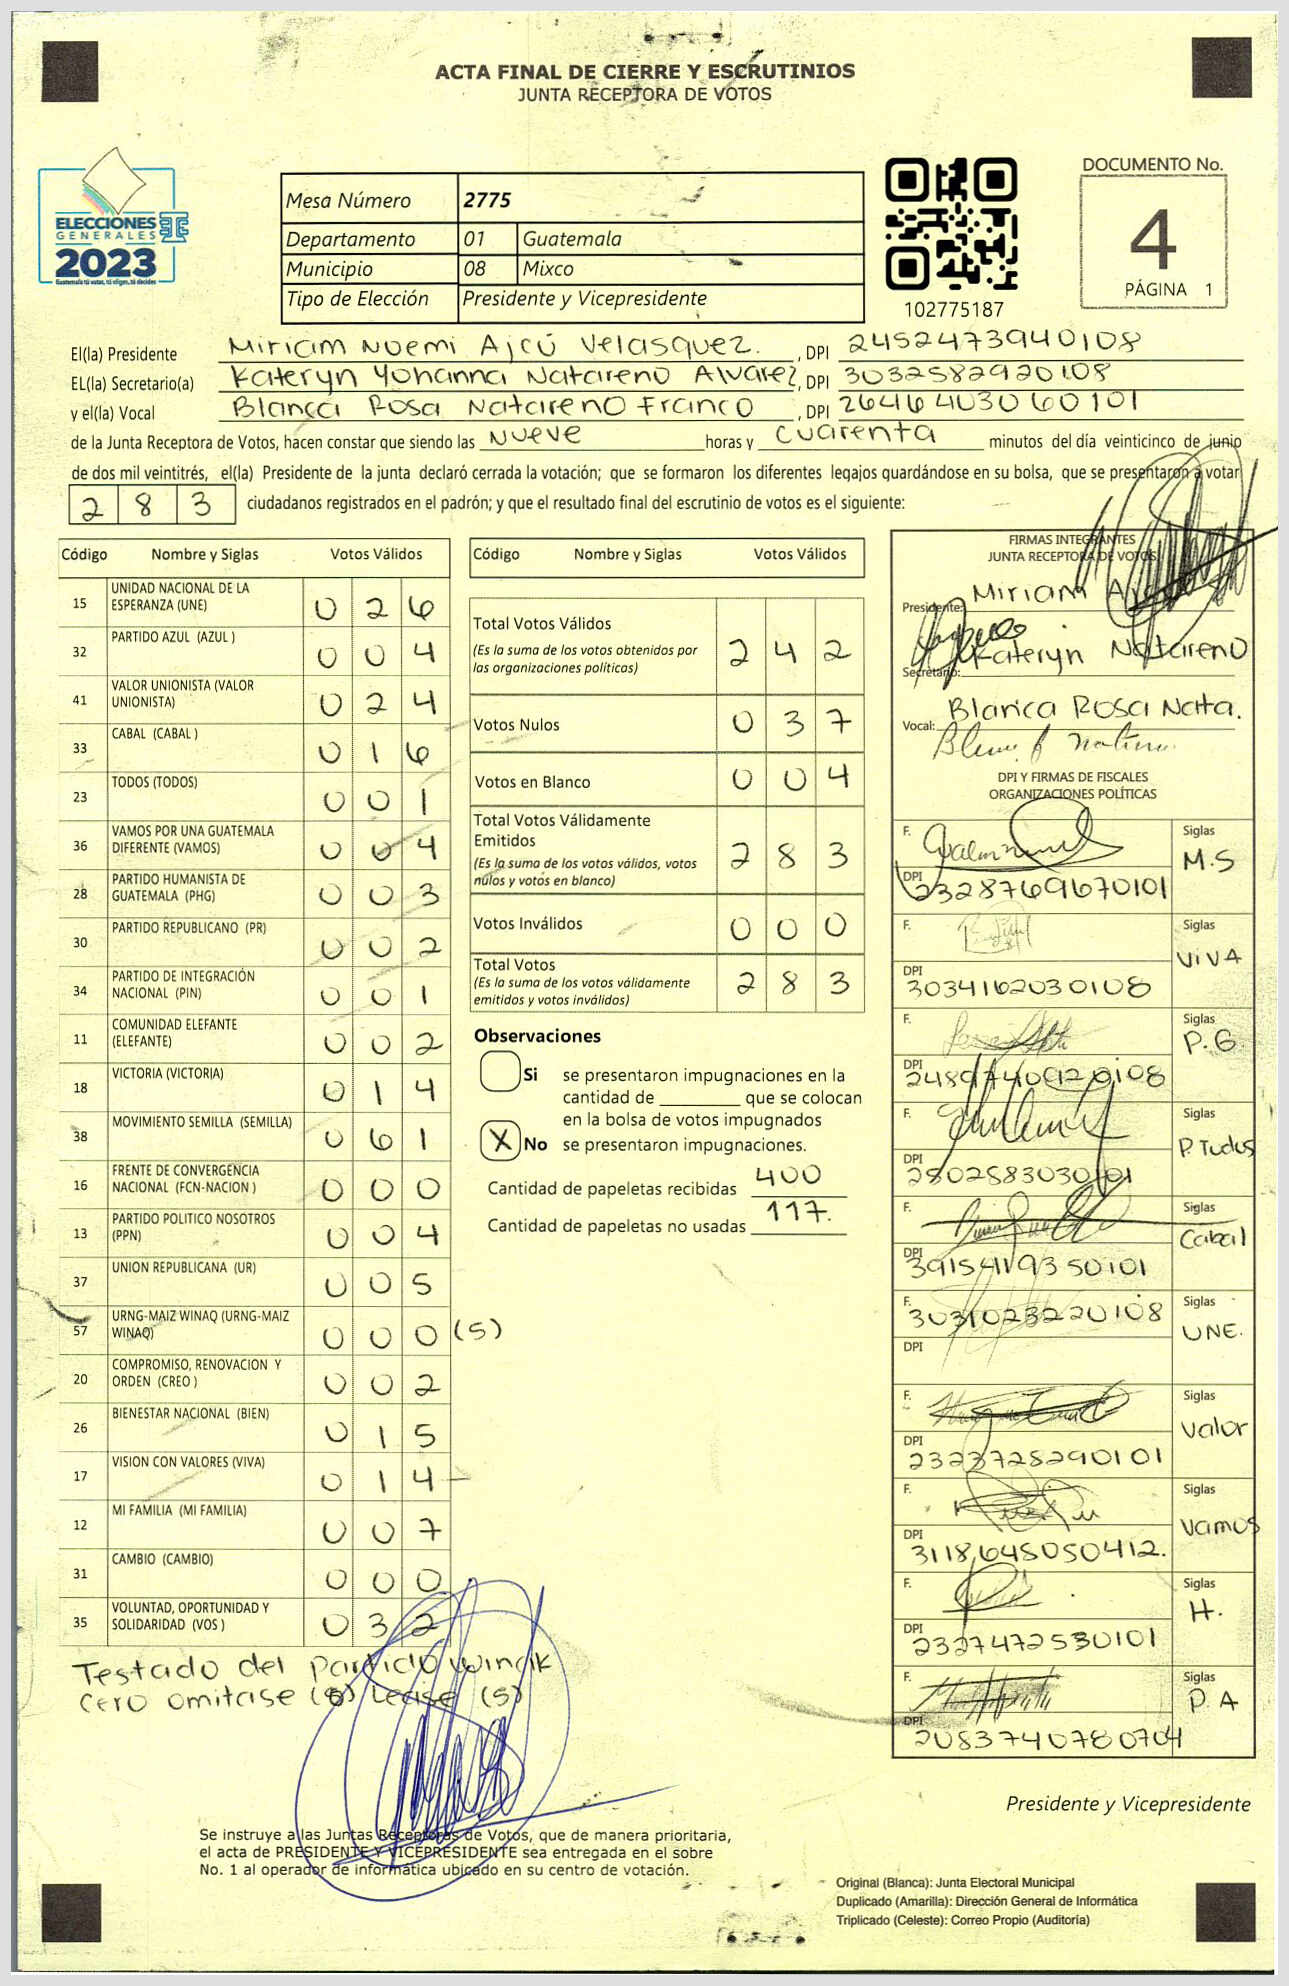 ACTA FINAL DE CIERRE Y ESCRUTINIOS
JUNTA RECEPTORA DE VOTOS
ELECCIONES
GENERALES
2023
Guatemala tú votas, tú eliges, tú decides
Mesa Número 2775
Departamento 01 Guatemala
Municipio 08 Mixco
Tipo de Elección Presidente y Vicepresidente
102775187
DOCUMENTO No.
4
PÁGINA 1
El(la) Presidente Miriam Noemi Ajcú Velasquez. , DPI 2452473940108
EL(la) Secretario(a) Kateryn Yohanna Natareno Alvarez , DPI 3032582920108
y el(la) Vocal Blanca Rosa Natareno Franco , DPI 2646464030 60101
de la Junta Receptora de Votos, hacen constar que siendo las Nueve horas y cuarenta minutos del día veinticinco de junio
de dos mil veintitrés, el(la) Presidente de la junta declaró cerrada la votación; que se formaron los diferentes legajos guardándose en su bolsa, que se presentaron a votar
2 8 3 ciudadanos registrados en el padrón; y que el resultado final del escrutinio de votos es el siguiente:
Código Nombre y Siglas Votos Válidos
15 UNIDAD NACIONAL DE LA ESPERANZA (UNE) 0 2 6
32 PARTIDO AZUL (AZUL ) 0 0 4
41 VALOR UNIONISTA (VALOR UNIONISTA) 0 2 4
33 CABAL (CABAL ) 0 1 6
23 TODOS (TODOS) 0 0 1
36 VAMOS POR UNA GUATEMALA DIFERENTE (VAMOS) 0 0 4
28 PARTIDO HUMANISTA DE GUATEMALA (PHG) 0 0 3
30 PARTIDO REPUBLICANO (PR) 0 0 2
34 PARTIDO DE INTEGRACIÓN NACIONAL (PIN) 0 0 1
11 COMUNIDAD ELEFANTE (ELEFANTE) 0 0 2
18 VICTORIA (VICTORIA) 0 1 4
38 MOVIMIENTO SEMILLA (SEMILLA) 0 6 1
16 FRENTE DE CONVERGENCIA NACIONAL (FCN-NACION ) 0 0 0
13 PARTIDO POLITICO NOSOTROS (PPN) 0 0 4
37 UNION REPUBLICANA (UR) 0 0 5
57 URNG-MAIZ WINAQ (URNG-MAIZ WINAQ) 0 0 0 (5)
20 COMPROMISO, RENOVACION Y ORDEN (CREO ) 0 0 2
26 BIENESTAR NACIONAL (BIEN) 0 1 5
17 VISION CON VALORES (VIVA) 0 1 4
12 MI FAMILIA (MI FAMILIA) 0 0 7
31 CAMBIO (CAMBIO) 0 0 0
35 VOLUNTAD, OPORTUNIDAD Y SOLIDARIDAD (VOS ) 0 3 2
Testado del partido winak
cero omitase (0) Lease (5)
Código Nombre y Siglas Votos Válidos
Total Votos Válidos 2 4 2
(Es la suma de los votos obtenidos por
las organizaciones politicas)
Votos Nulos 0 3 7
Votos en Blanco 0 0 4
Total Votos Válidamente
Emitidos 2 8 3
(Es la suma de los votos válidos, votos
nulos y votos en blanco)
Votos Inválidos 0 0 0
Total Votos 2 8 3
(Es la suma de los votos válidamente
emitidos y votos inválidos)
Observaciones
Si se presentaron impugnaciones en la
cantidad de ________ que se colocan
en la bolsa de votos impugnados
X No se presentaron impugnaciones.
Cantidad de papeletas recibidas 400
Cantidad de papeletas no usadas 117.
FIRMAS INTEGRANTES
JUNTA RECEPTORA DE VOTOS
Presidente: Miriam
Secretario: Kateryn Natareno
Vocal: Blanca Rosa Nata.
DPI Y FIRMAS DE FISCALES
ORGANIZACIONES POLÍTICAS
F. Siglas M.S
DPI 2328769670101
F. Siglas ViVA
DPI 3034162030108
F. Siglas P.G
DPI
F. Siglas P. Todos
DPI 2802583030101
F. Siglas Cabal
DPI 3915411935 0101
F. 3031023220108 Siglas UNE.
DPI
F. Siglas Valor
DPI 2323728290101
F. Siglas Vamos
DPI 3118648050412.
F. Siglas H.
DPI 2327472530101
F. Siglas P. A
DPI 2083740780704
Presidente y Vicepresidente
Se instruye a las Juntas Receptoras de Votos, que de manera prioritaria,
el acta de PRESIDENTE Y VICEPRESIDENTE sea entregada en el sobre
No. 1 al operador de informática ubicado en su centro de votación.
Original (Blanca): Junta Electoral Municipal
Duplicado (Amarilla): Dirección General de Informática
Triplicado (Celeste): Correo Propio (Auditoría)